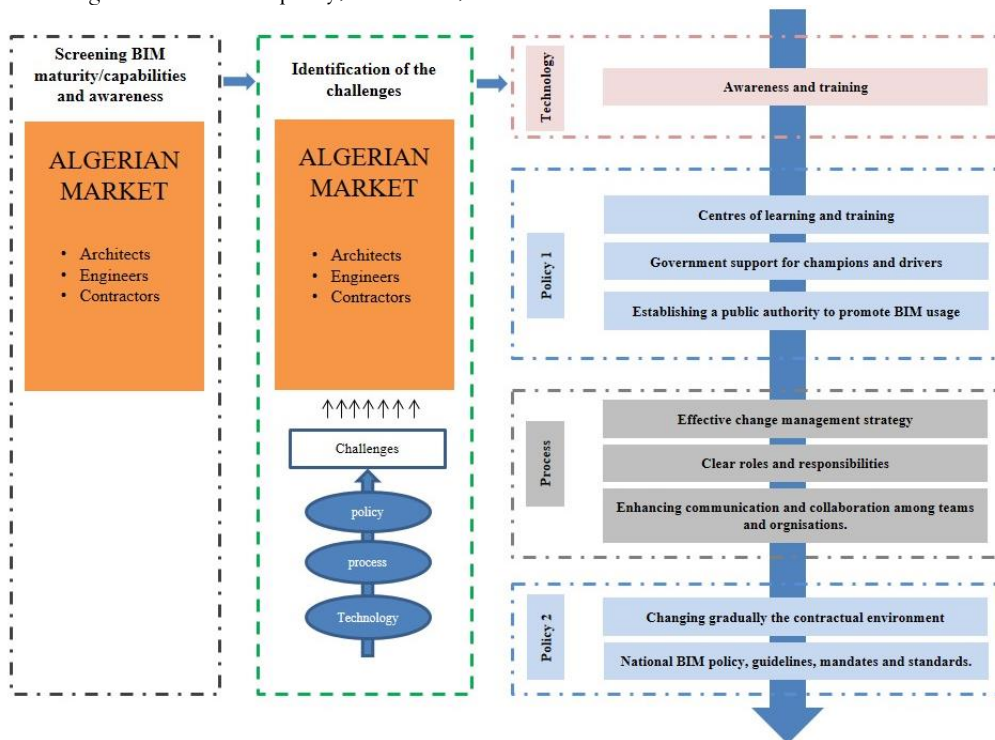 Screening BIM
maturity/capabilities
and awareness
ALGERIAN
MARKET
• Architects
• Engineers
• Contractors
Identification of the
challenges
ALGERIAN
MARKET
• Architects
• Engineers
• Contractors
Challenges
policy
process
Technology
Technology
Awareness and training
Policy 1
Centres of learning and training
Government support for champions and drivers
Establishing a public authority to promote BIM usage
Process
Effective change management strategy
Clear roles and responsibilities
Enhancing communication and collaboration among teams
and orgnisations.
Policy 2
Changing gradually the contractual environment
National BIM policy, guidelines, mandates and standards.